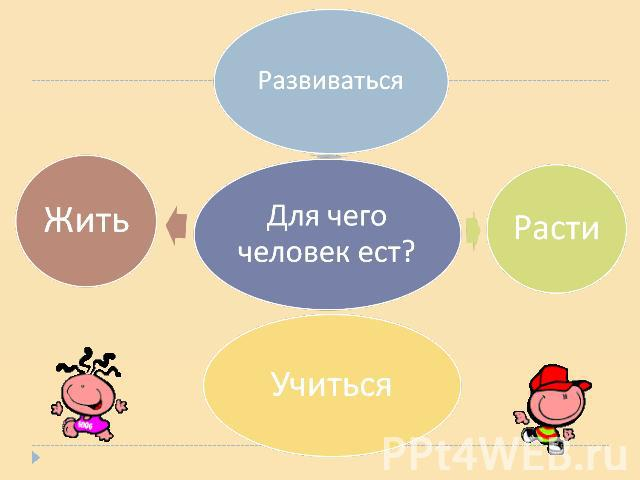 Развиваться
Жить
Для чего
человек ест?
Расти
Учиться
PPt4WEB.ru